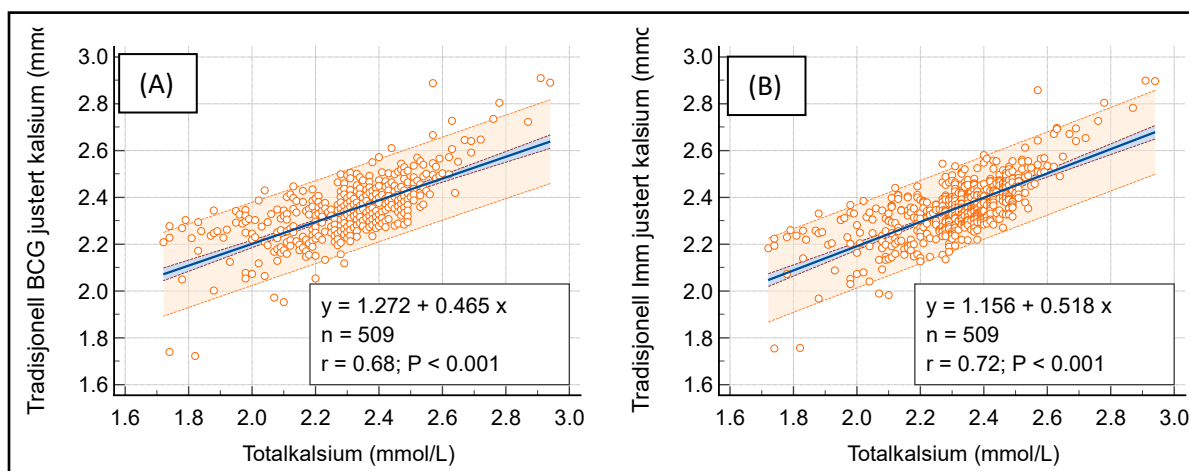 (A)
Tradisjonell BCG justert kalsium (mmo
3.0
2.8
2.6
2.4
2.2
2.0
1.8
1.6
y = 1.272 + 0.465 x
n = 509
r = 0.68; P < 0.001
1.6 1.8 2.0 2.2 2.4 2.6 2.8 3.0
Totalkalsium (mmol/L)
(B)
Tradisjonell Imm justert kalsium (mmo
3.0
2.8
2.6
2.4
2.2
2.0
1.8
1.6
y = 1.156 + 0.518 x
n = 509
r = 0.72; P < 0.001
1.6 1.8 2.0 2.2 2.4 2.6 2.8 3.0
Totalkalsium (mmol/L)